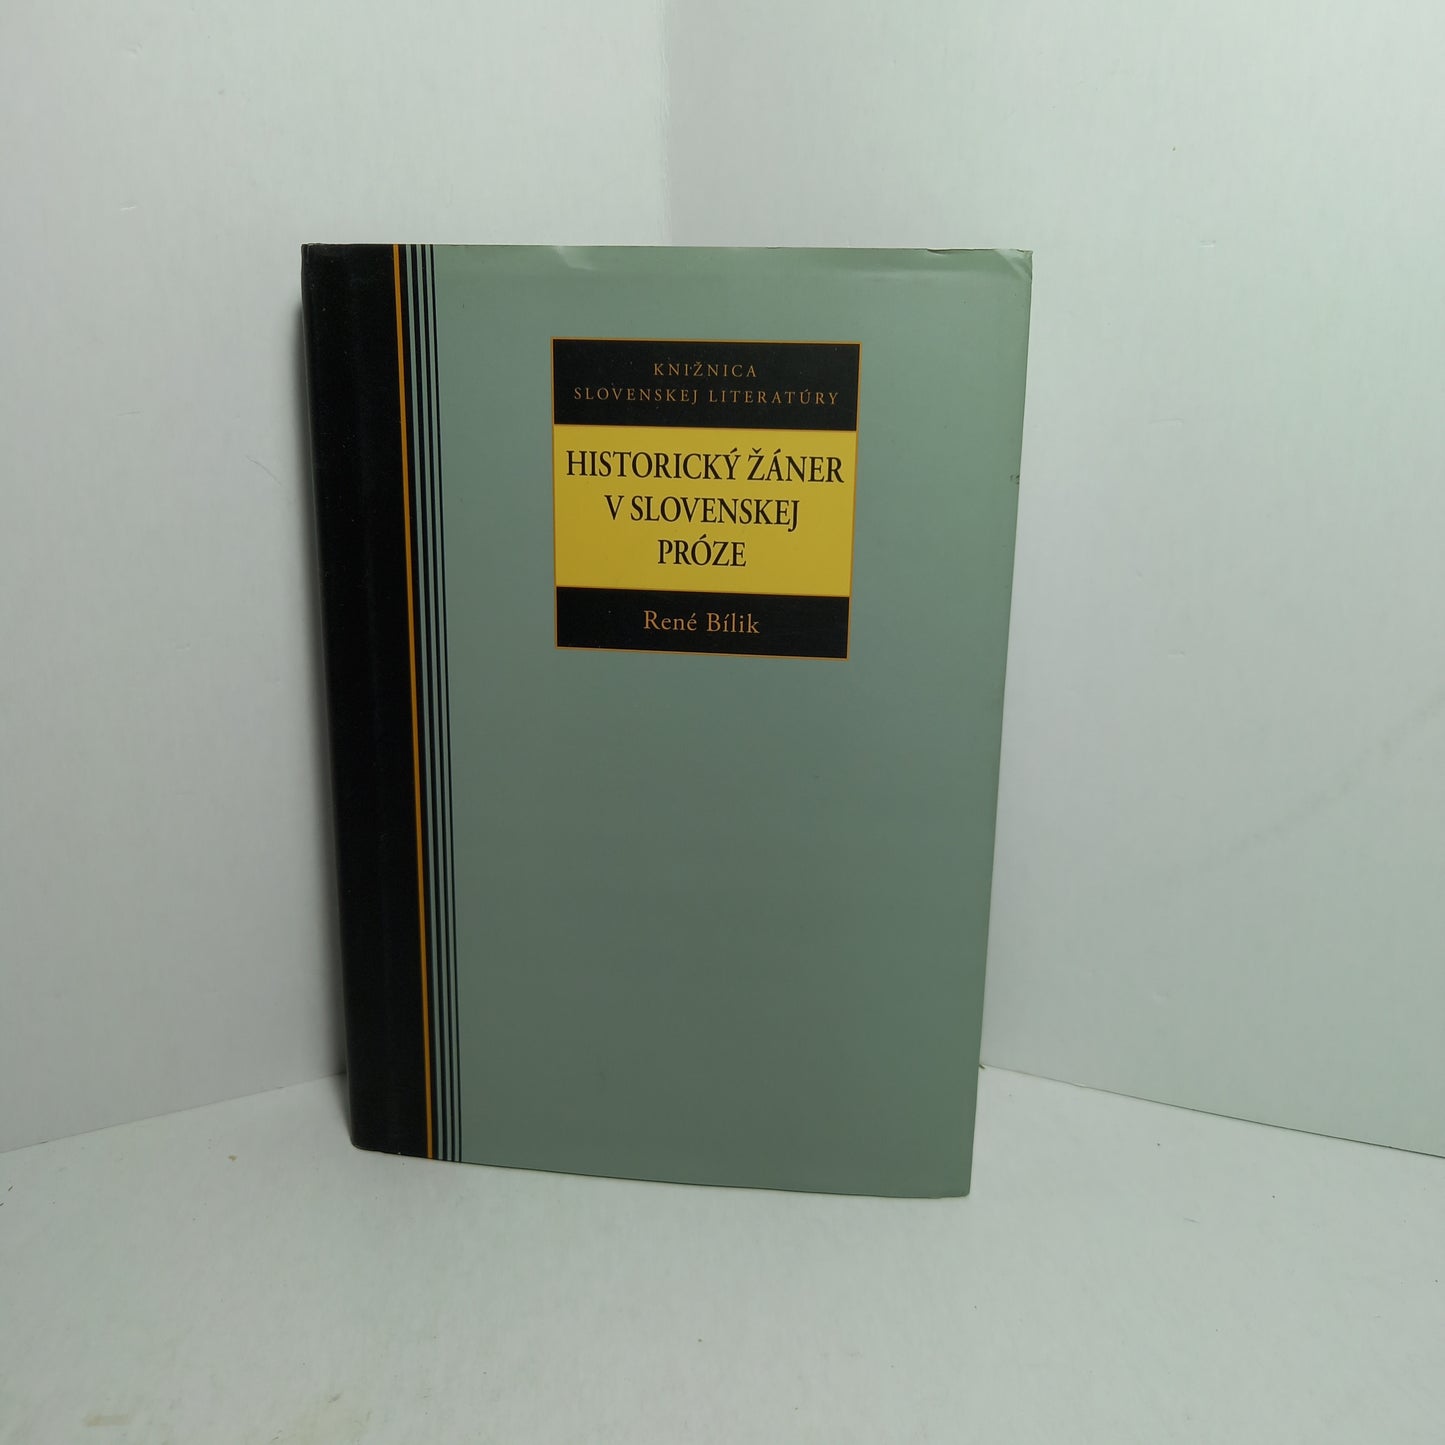 KNIŽNICA
SLOVENSKEJ LITERATÚRY
HISTORICKÝ ŽÁNER
V SLOVENSKEJ
PRÓZE
René Bílik